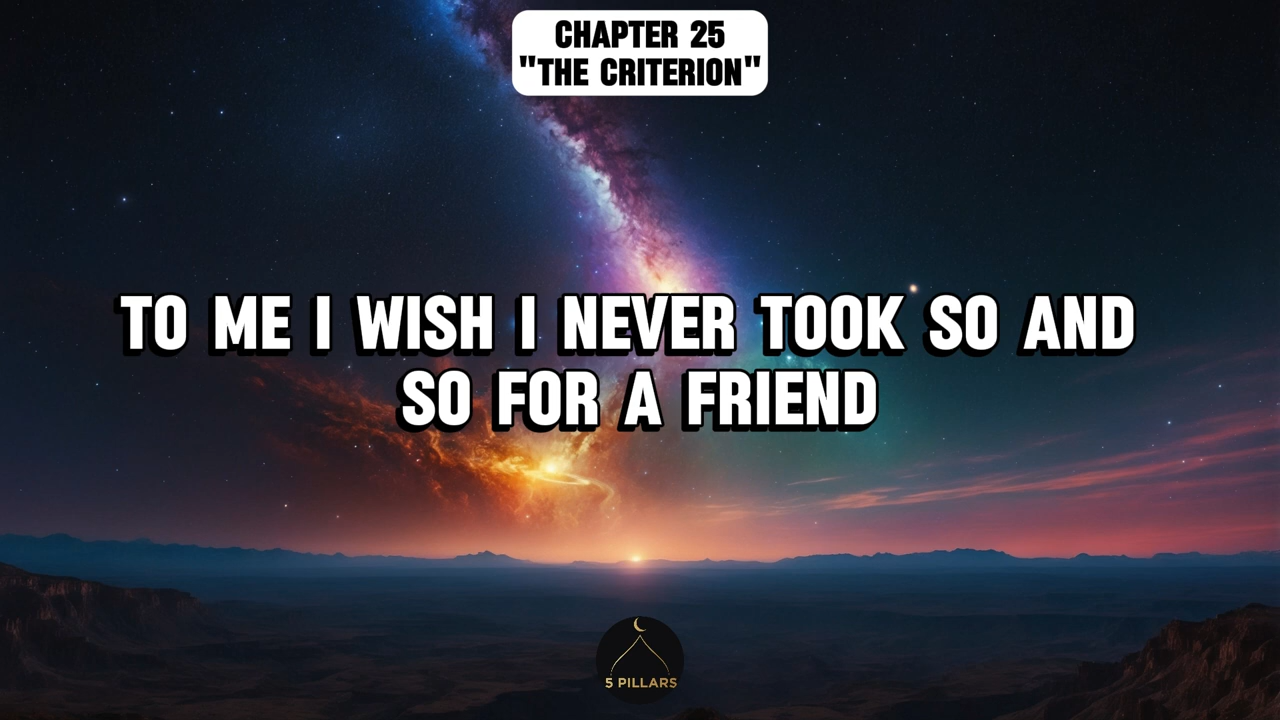 CHAPTER 25
"THE CRITERION"
TO ME I WISH I NEVER TOOK SO AND
SO FOR A FRIEND
5 PILLARS